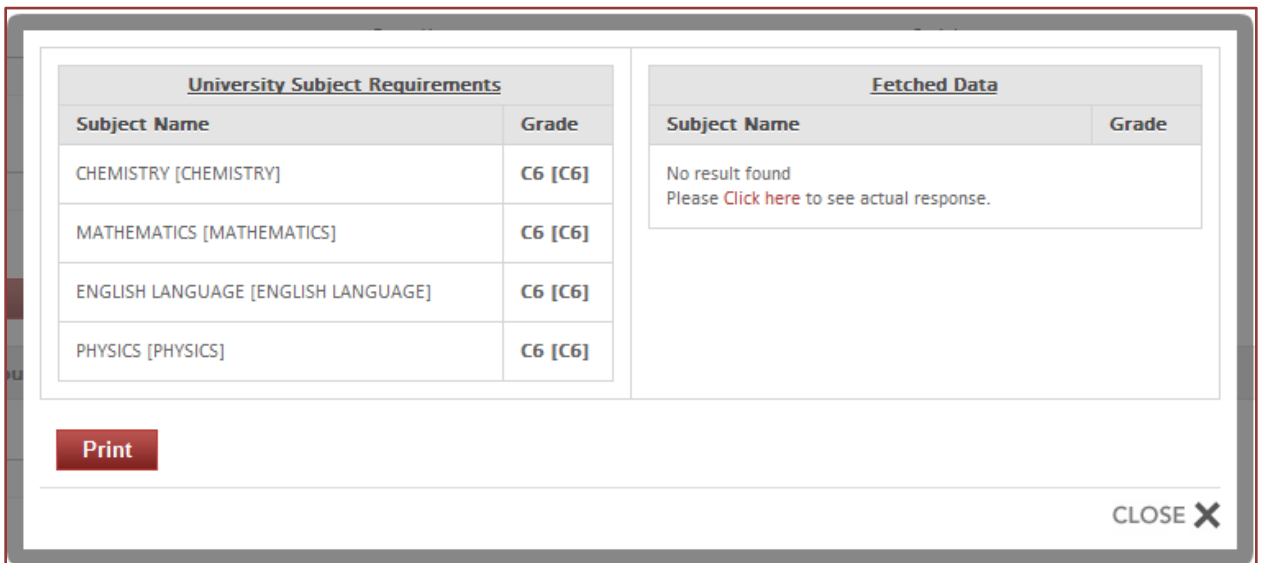 University Subject Requirements
Subject Name Grade
CHEMISTRY [CHEMISTRY] C6 [C6]
MATHEMATICS [MATHEMATICS] C6 [C6]
ENGLISH LANGUAGE [ENGLISH LANGUAGE] C6 [C6]
PHYSICS [PHYSICS] C6 [C6]
Fetched Data
Subject Name Grade
No result found
Please Click here to see actual response.
Print
CLOSE